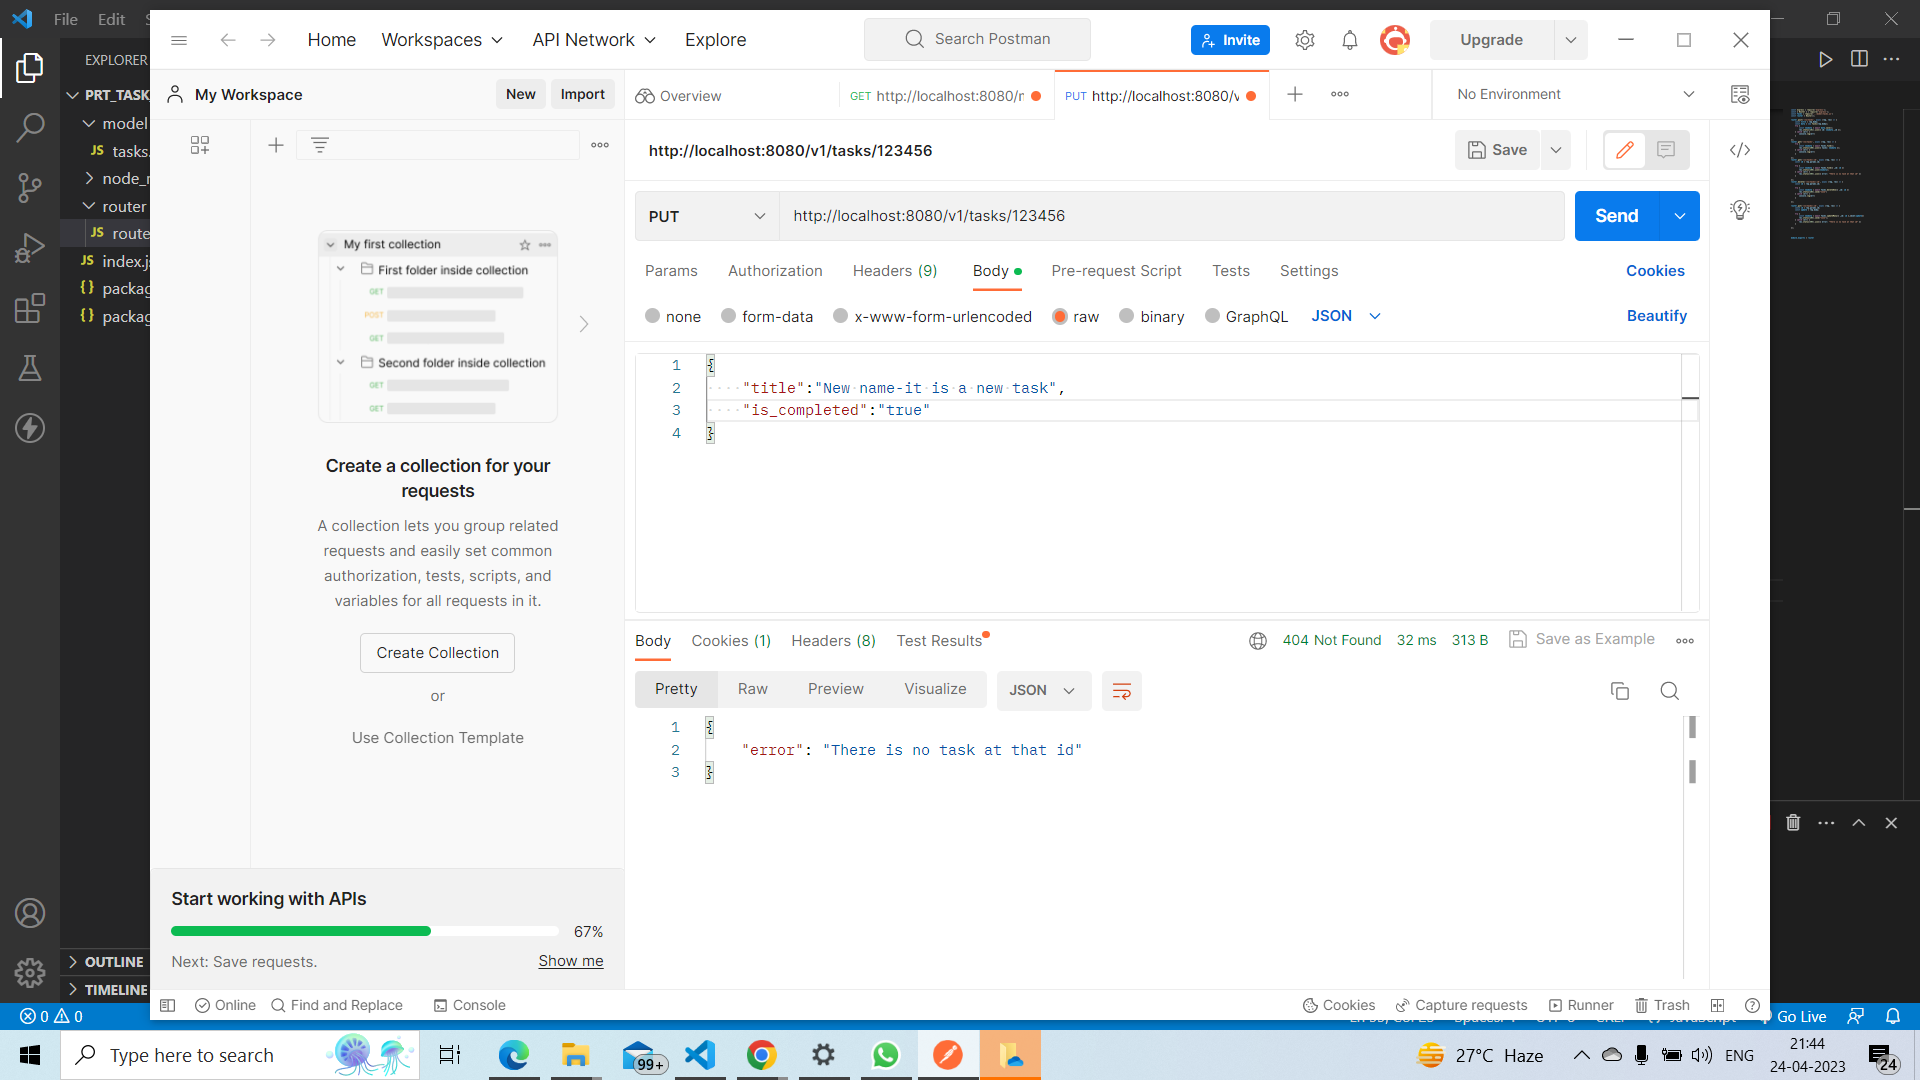 File Edit
Home Workspaces API Network Explore
Search Postman
Invite
Upgrade
EXPLORER
PRT_TASK
model
tasks.
node_r
router
route
index.js
packag
packag
OUTLINE
TIMELINE
My Workspace
New Import
Overview
GET http://localhost:8080/r
PUT http://localhost:8080/v
No Environment
http://localhost:8080/v1/tasks/123456
Save
PUT
http://localhost:8080/v1/tasks/123456
Send
Params Authorization Headers (9) Body Pre-request Script Tests Settings
Cookies
none form-data x-www-form-urlencoded raw binary GraphQL JSON
Beautify
1 {
2 "title":"New name-it is a new task",
3 "is_completed":"true"
4 }
My first collection
First folder inside collection
GET
POST
GET
Second folder inside collection
GET
GET
Create a collection for your
requests
A collection lets you group related
requests and easily set common
authorization, tests, scripts, and
variables for all requests in it.
Create Collection
or
Use Collection Template
Start working with APIs
67%
Next: Save requests.
Show me
Body Cookies (1) Headers (8) Test Results
404 Not Found 32 ms 313 B Save as Example
Pretty Raw Preview Visualize JSON
1 {
2 "error": "There is no task at that id"
3 }
Online Find and Replace Console
Cookies Capture requests Runner Trash
0 0
Go Live
Type here to search
99+
27°C Haze
ENG
21:44
24-04-2023
24